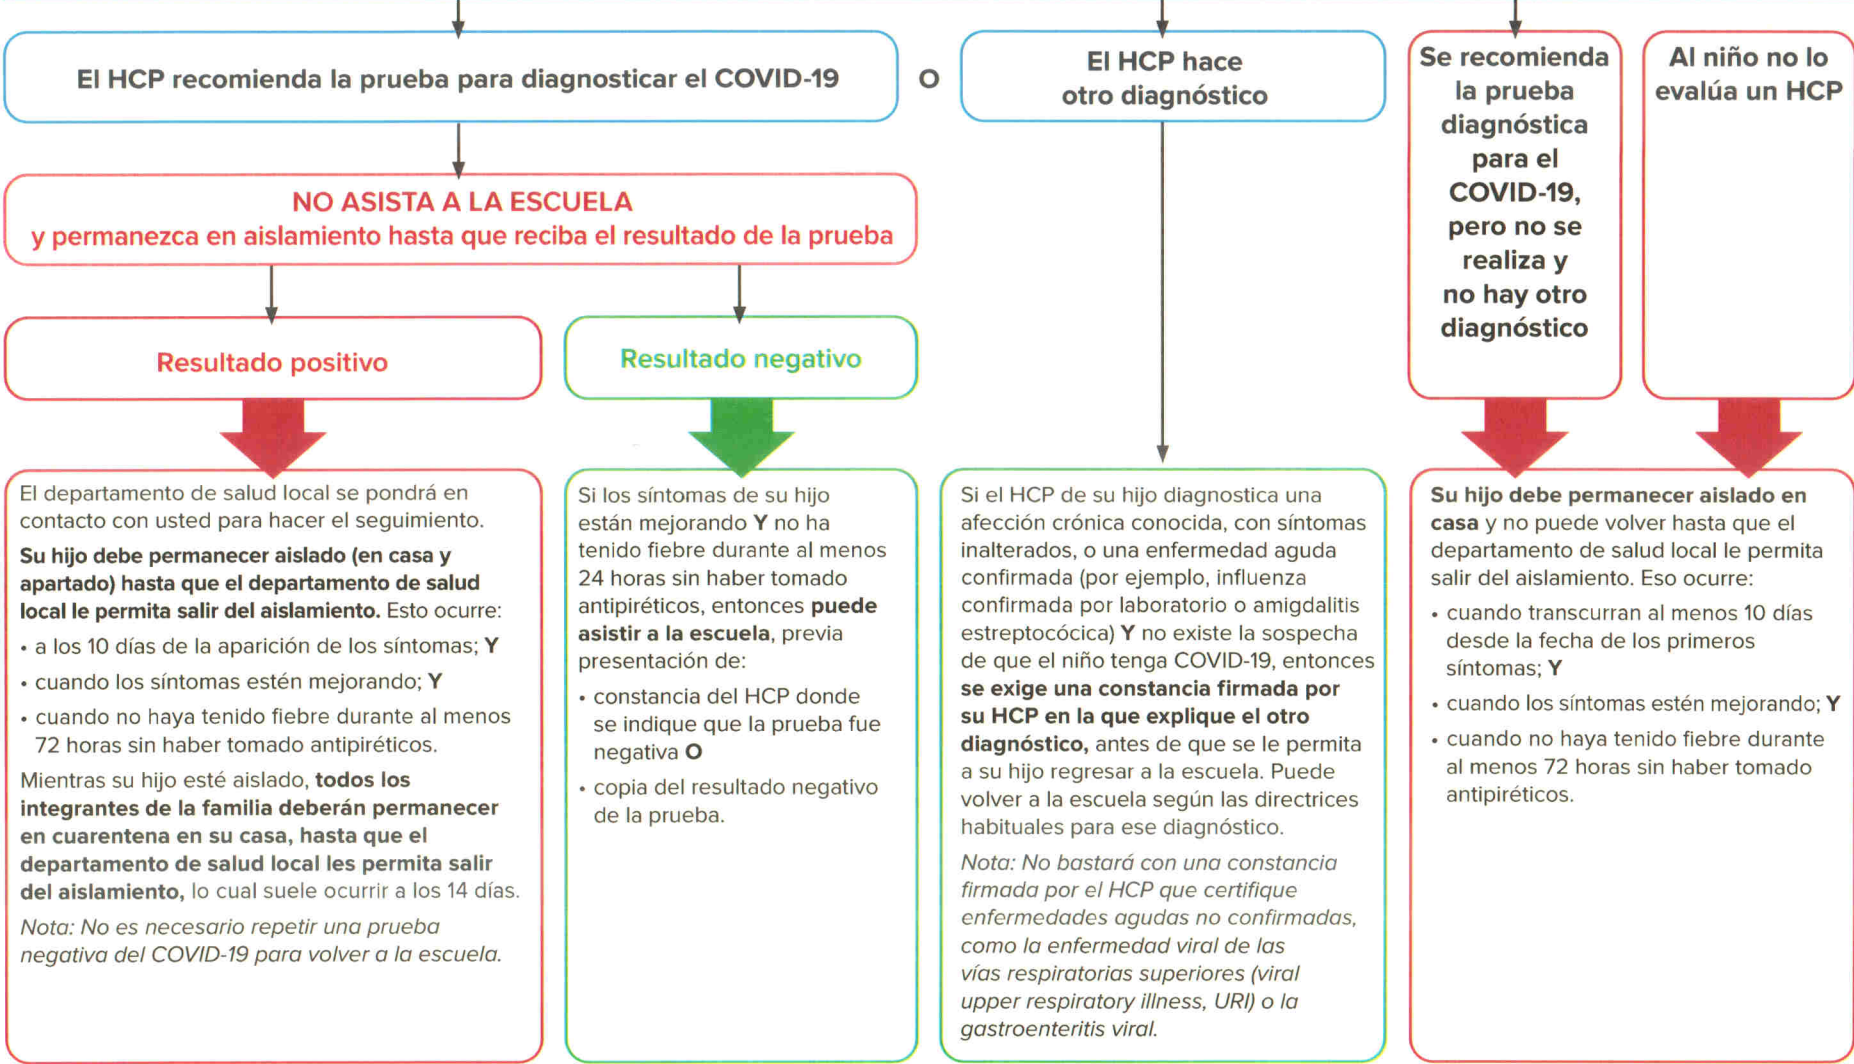 El HCP recomienda la prueba para diagnosticar el COVID-19
O
El HCP hace
otro diagnóstico
Se recomienda
la prueba
diagnóstica
para el
COVID-19,
pero no se
realiza y
no hay otro
diagnóstico
Al niño no lo
evalúa un HCP
NO ASISTA A LA ESCUELA
y permanezca en aislamiento hasta que reciba el resultado de la prueba
Resultado positivo
Resultado negativo
El departamento de salud local se pondrá en
contacto con usted para hacer el seguimiento.
Su hijo debe permanecer aislado (en casa y
apartado) hasta que el departamento de salud
local le permita salir del aislamiento. Esto ocurre:
• a los 10 días de la aparición de los síntomas; Y
• cuando los síntomas estén mejorando; Y
• cuando no haya tenido fiebre durante al menos
72 horas sin haber tomado antipiréticos.
Mientras su hijo esté aislado, todos los
integrantes de la familia deberán permanecer
en cuarentena en su casa, hasta que el
departamento de salud local les permita salir
del aislamiento, lo cual suele ocurrir a los 14 días.
Nota: No es necesario repetir una prueba
negativa del COVID-19 para volver a la escuela.
Si los síntomas de su hijo
están mejorando Y no ha
tenido fiebre durante al menos
24 horas sin haber tomado
antipiréticos, entonces puede
asistir a la escuela, previa
presentación de:
• constancia del HCP donde
se indique que la prueba fue
negativa O
• copia del resultado negativo
de la prueba.
Si el HCP de su hijo diagnostica una
afección crónica conocida, con síntomas
inalterados, o una enfermedad aguda
confirmada (por ejemplo, influenza
confirmada por laboratorio o amigdalitis
estreptocócica) Y no existe la sospecha
de que el niño tenga COVID-19, entonces
se exige una constancia firmada por
su HCP en la que explique el otro
diagnóstico, antes de que se le permita
a su hijo regresar a la escuela. Puede
volver a la escuela según las directrices
habituales para ese diagnóstico.
Nota: No bastará con una constancia
firmada por el HCP que certifique
enfermedades agudas no confirmadas,
como la enfermedad viral de las
vías respiratorias superiores (viral
upper respiratory illness, URI) o la
gastroenteritis viral.
Su hijo debe permanecer aislado en
casa y no puede volver hasta que el
departamento de salud local le permita
salir del aislamiento. Eso ocurre:
• cuando transcurran al menos 10 días
desde la fecha de los primeros
síntomas; Y
• cuando los síntomas estén mejorando; Y
• cuando no haya tenido fiebre durante
al menos 72 horas sin haber tomado
antipiréticos.